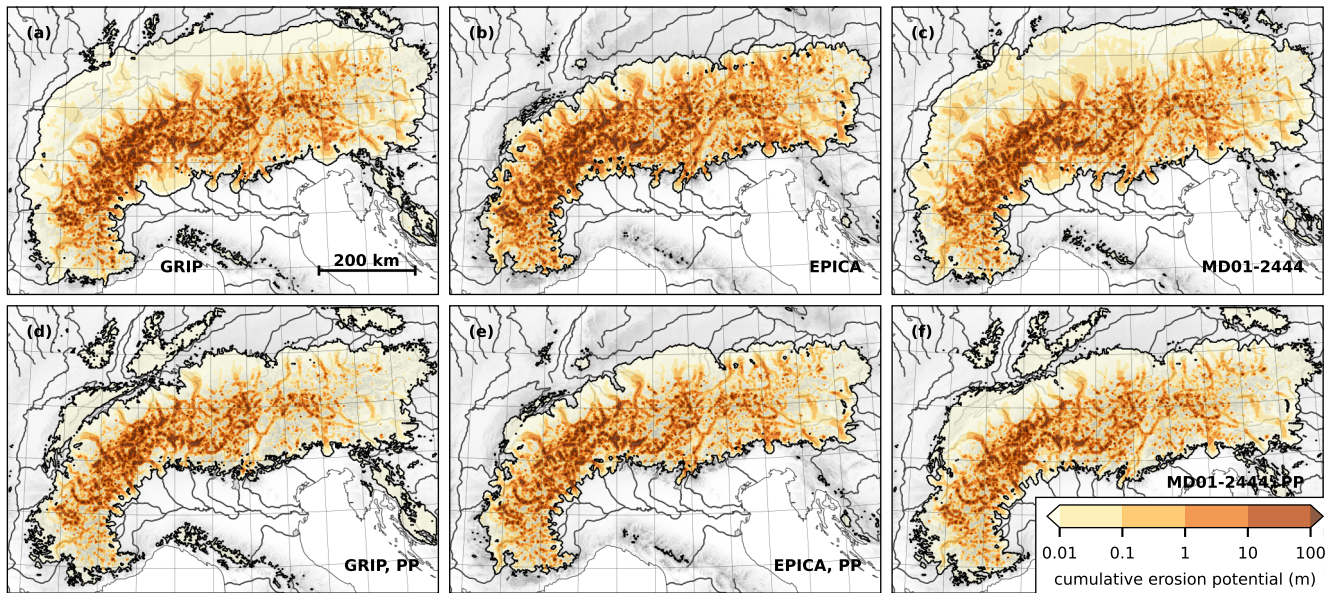 (a)
(b)
(c)
GRIP
200 km
EPICA
MD01-2444
(d)
(e)
(f)
GRIP, PP
EPICA, PP
MD01-2444, PP
0.01 0.1 1 10 100
cumulative erosion potential (m)